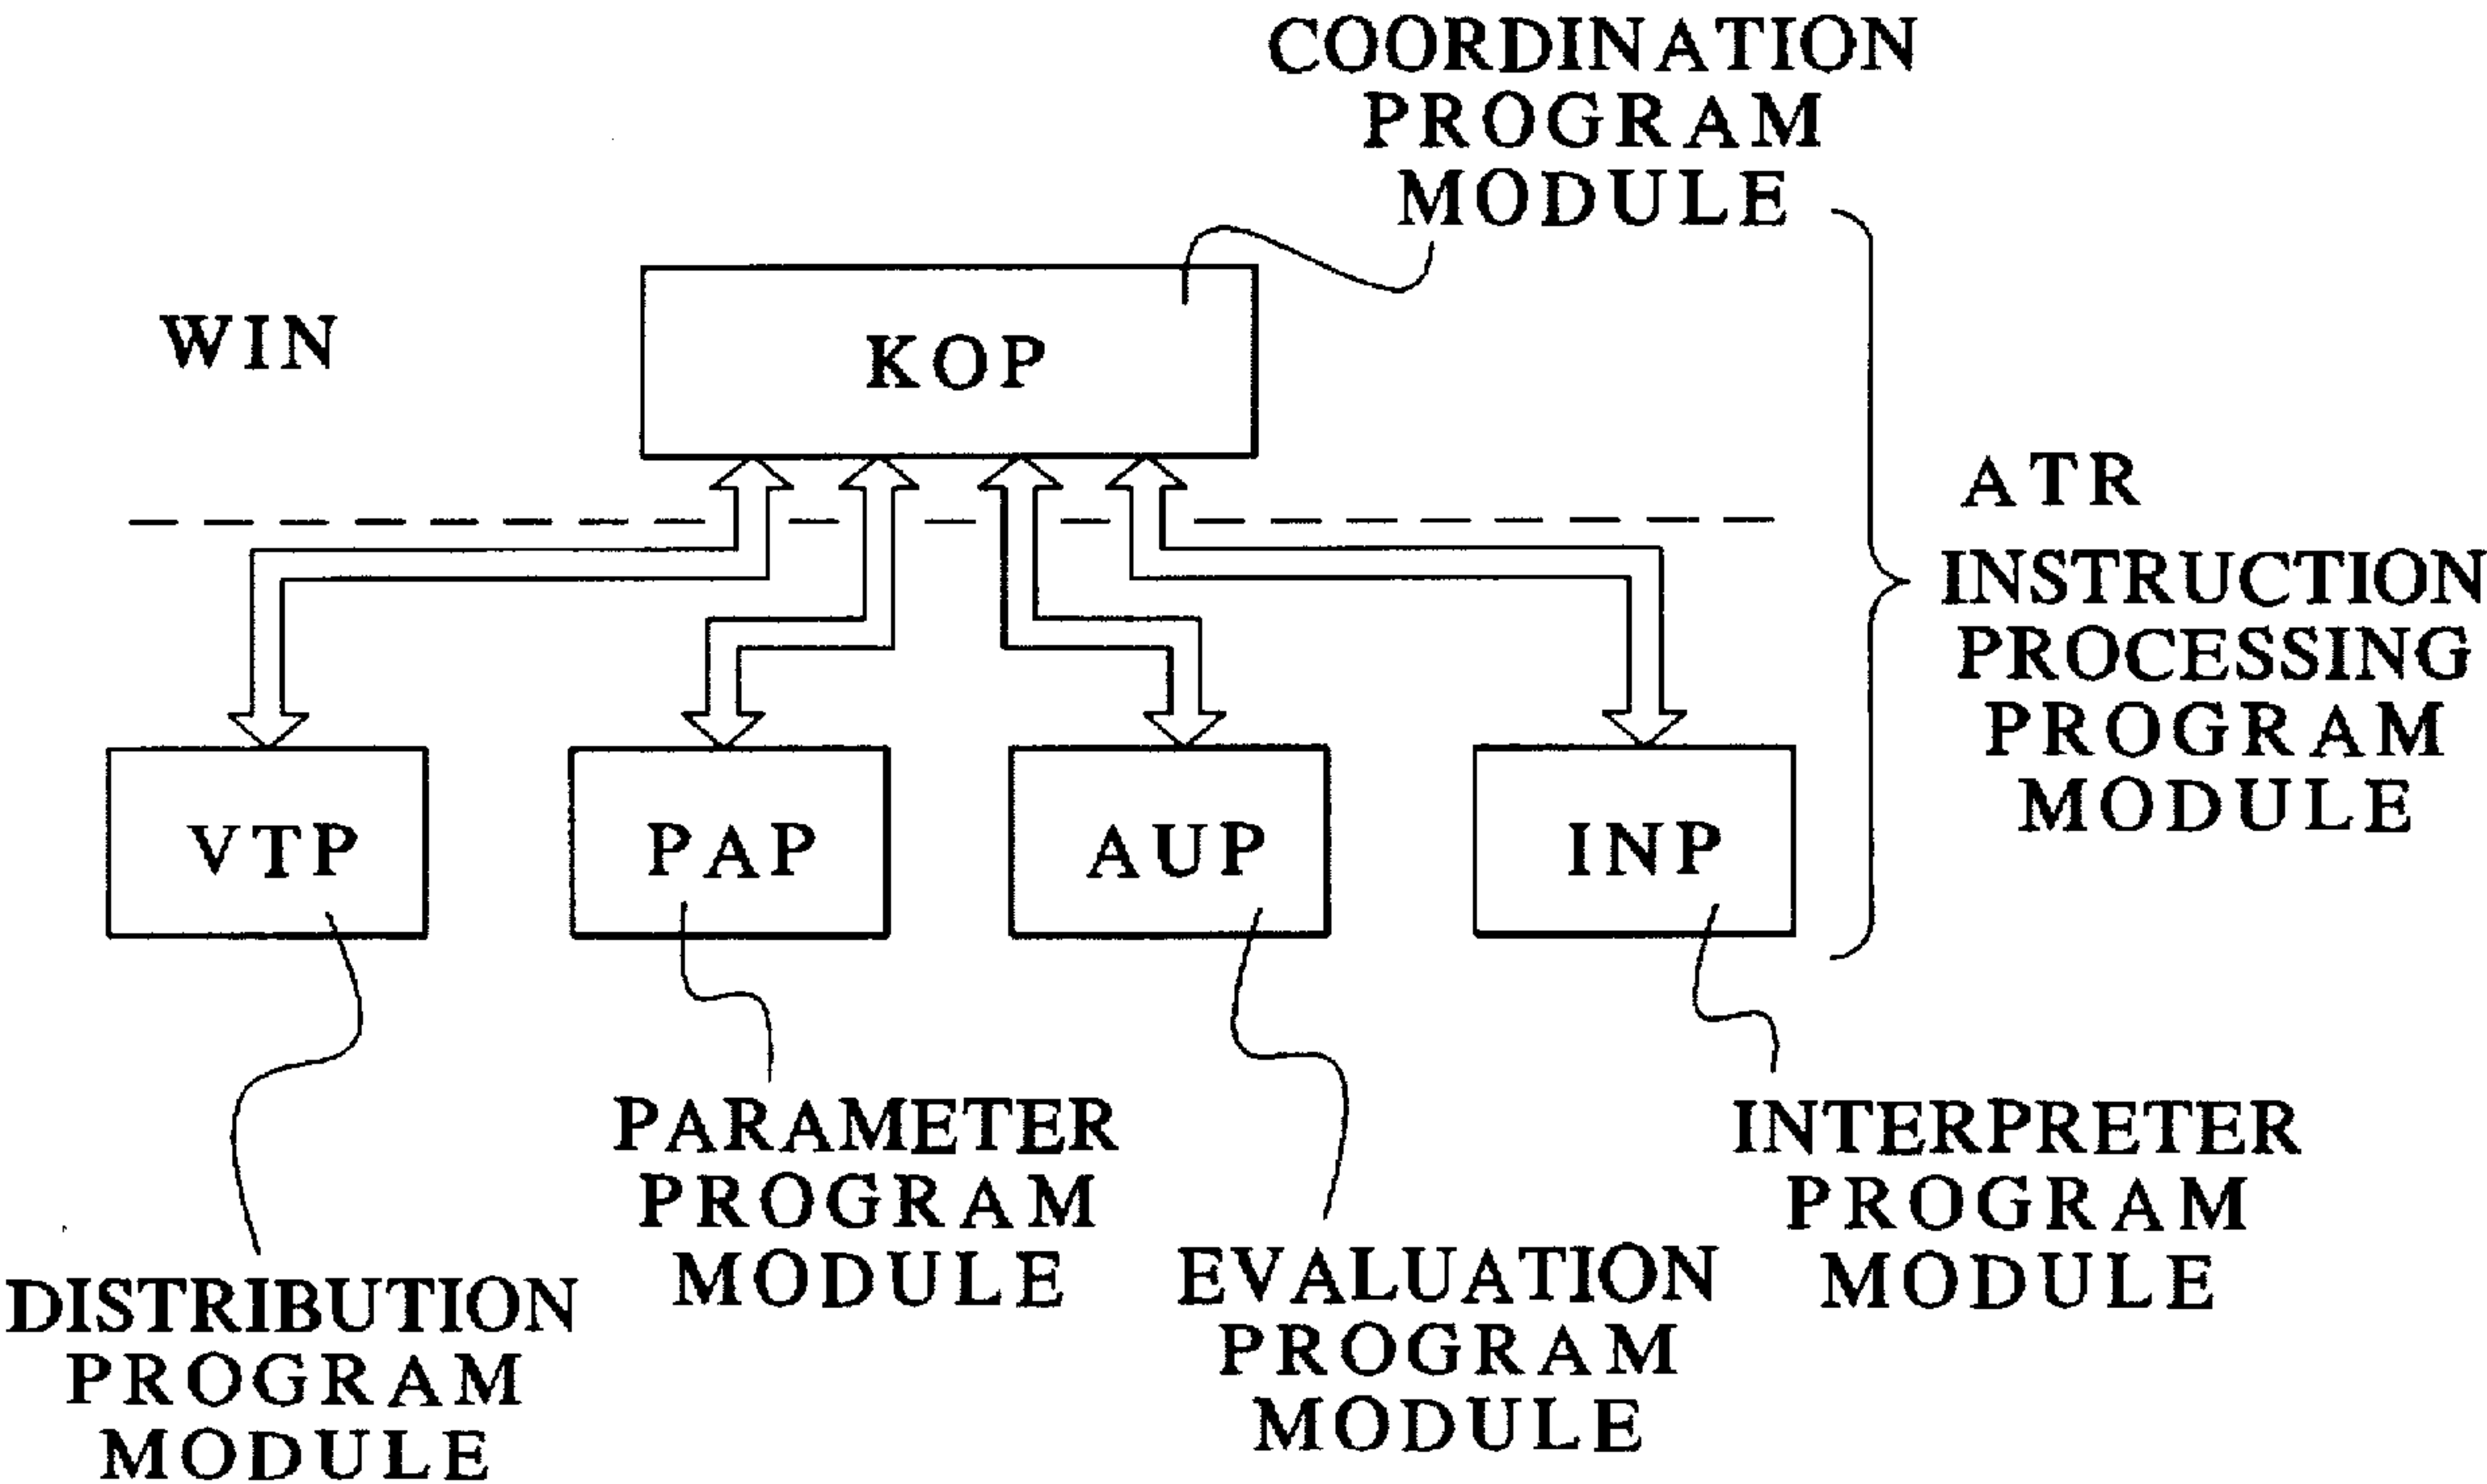 COORDINATION
PROGRAM
MODULE
WIN
KOP
ATR
INSTRUCTION
PROCESSING
PROGRAM
MODULE
VTP
PAP
AUP
INP
PARAMETER
PROGRAM
MODULE
INTERPRETER
PROGRAM
MODULE
EVALUATION
PROGRAM
MODULE
DISTRIBUTION
PROGRAM
MODULE